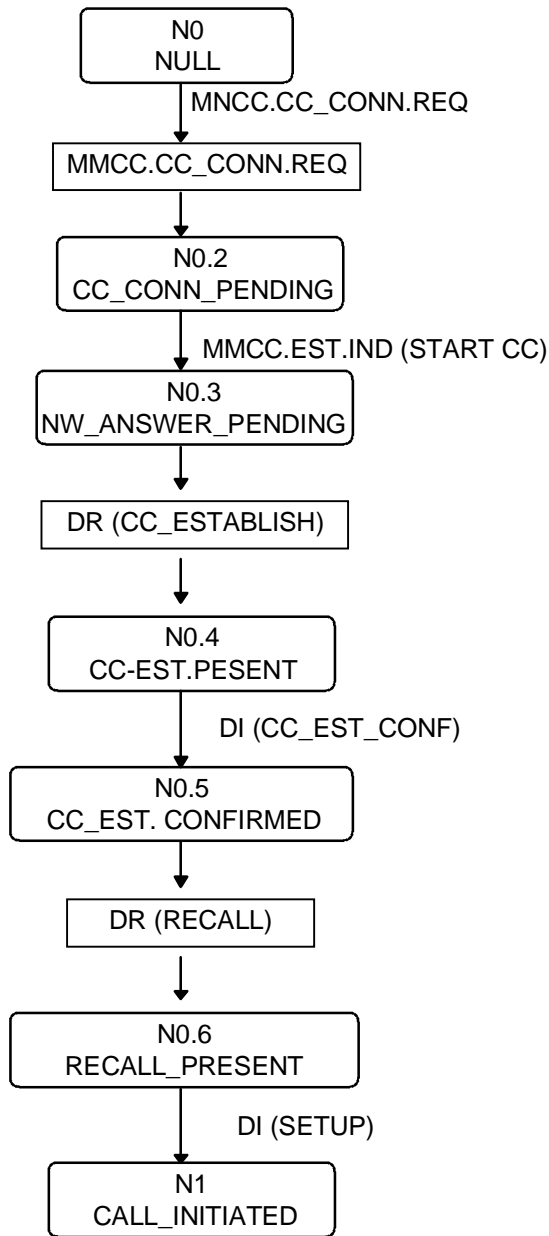 N0
NULL
MNCC.CC_CONN.REQ
MMCC.CC_CONN.REQ
N0.2
CC_CONN_PENDING
MMCC.EST.IND (START CC)
N0.3
NW_ANSWER_PENDING
DR (CC_ESTABLISH)
N0.4
CC-EST.PESENT
DI (CC_EST_CONF)
N0.5
CC_EST. CONFIRMED
DR (RECALL)
N0.6
RECALL_PRESENT
DI (SETUP)
N1
CALL_INITIATED